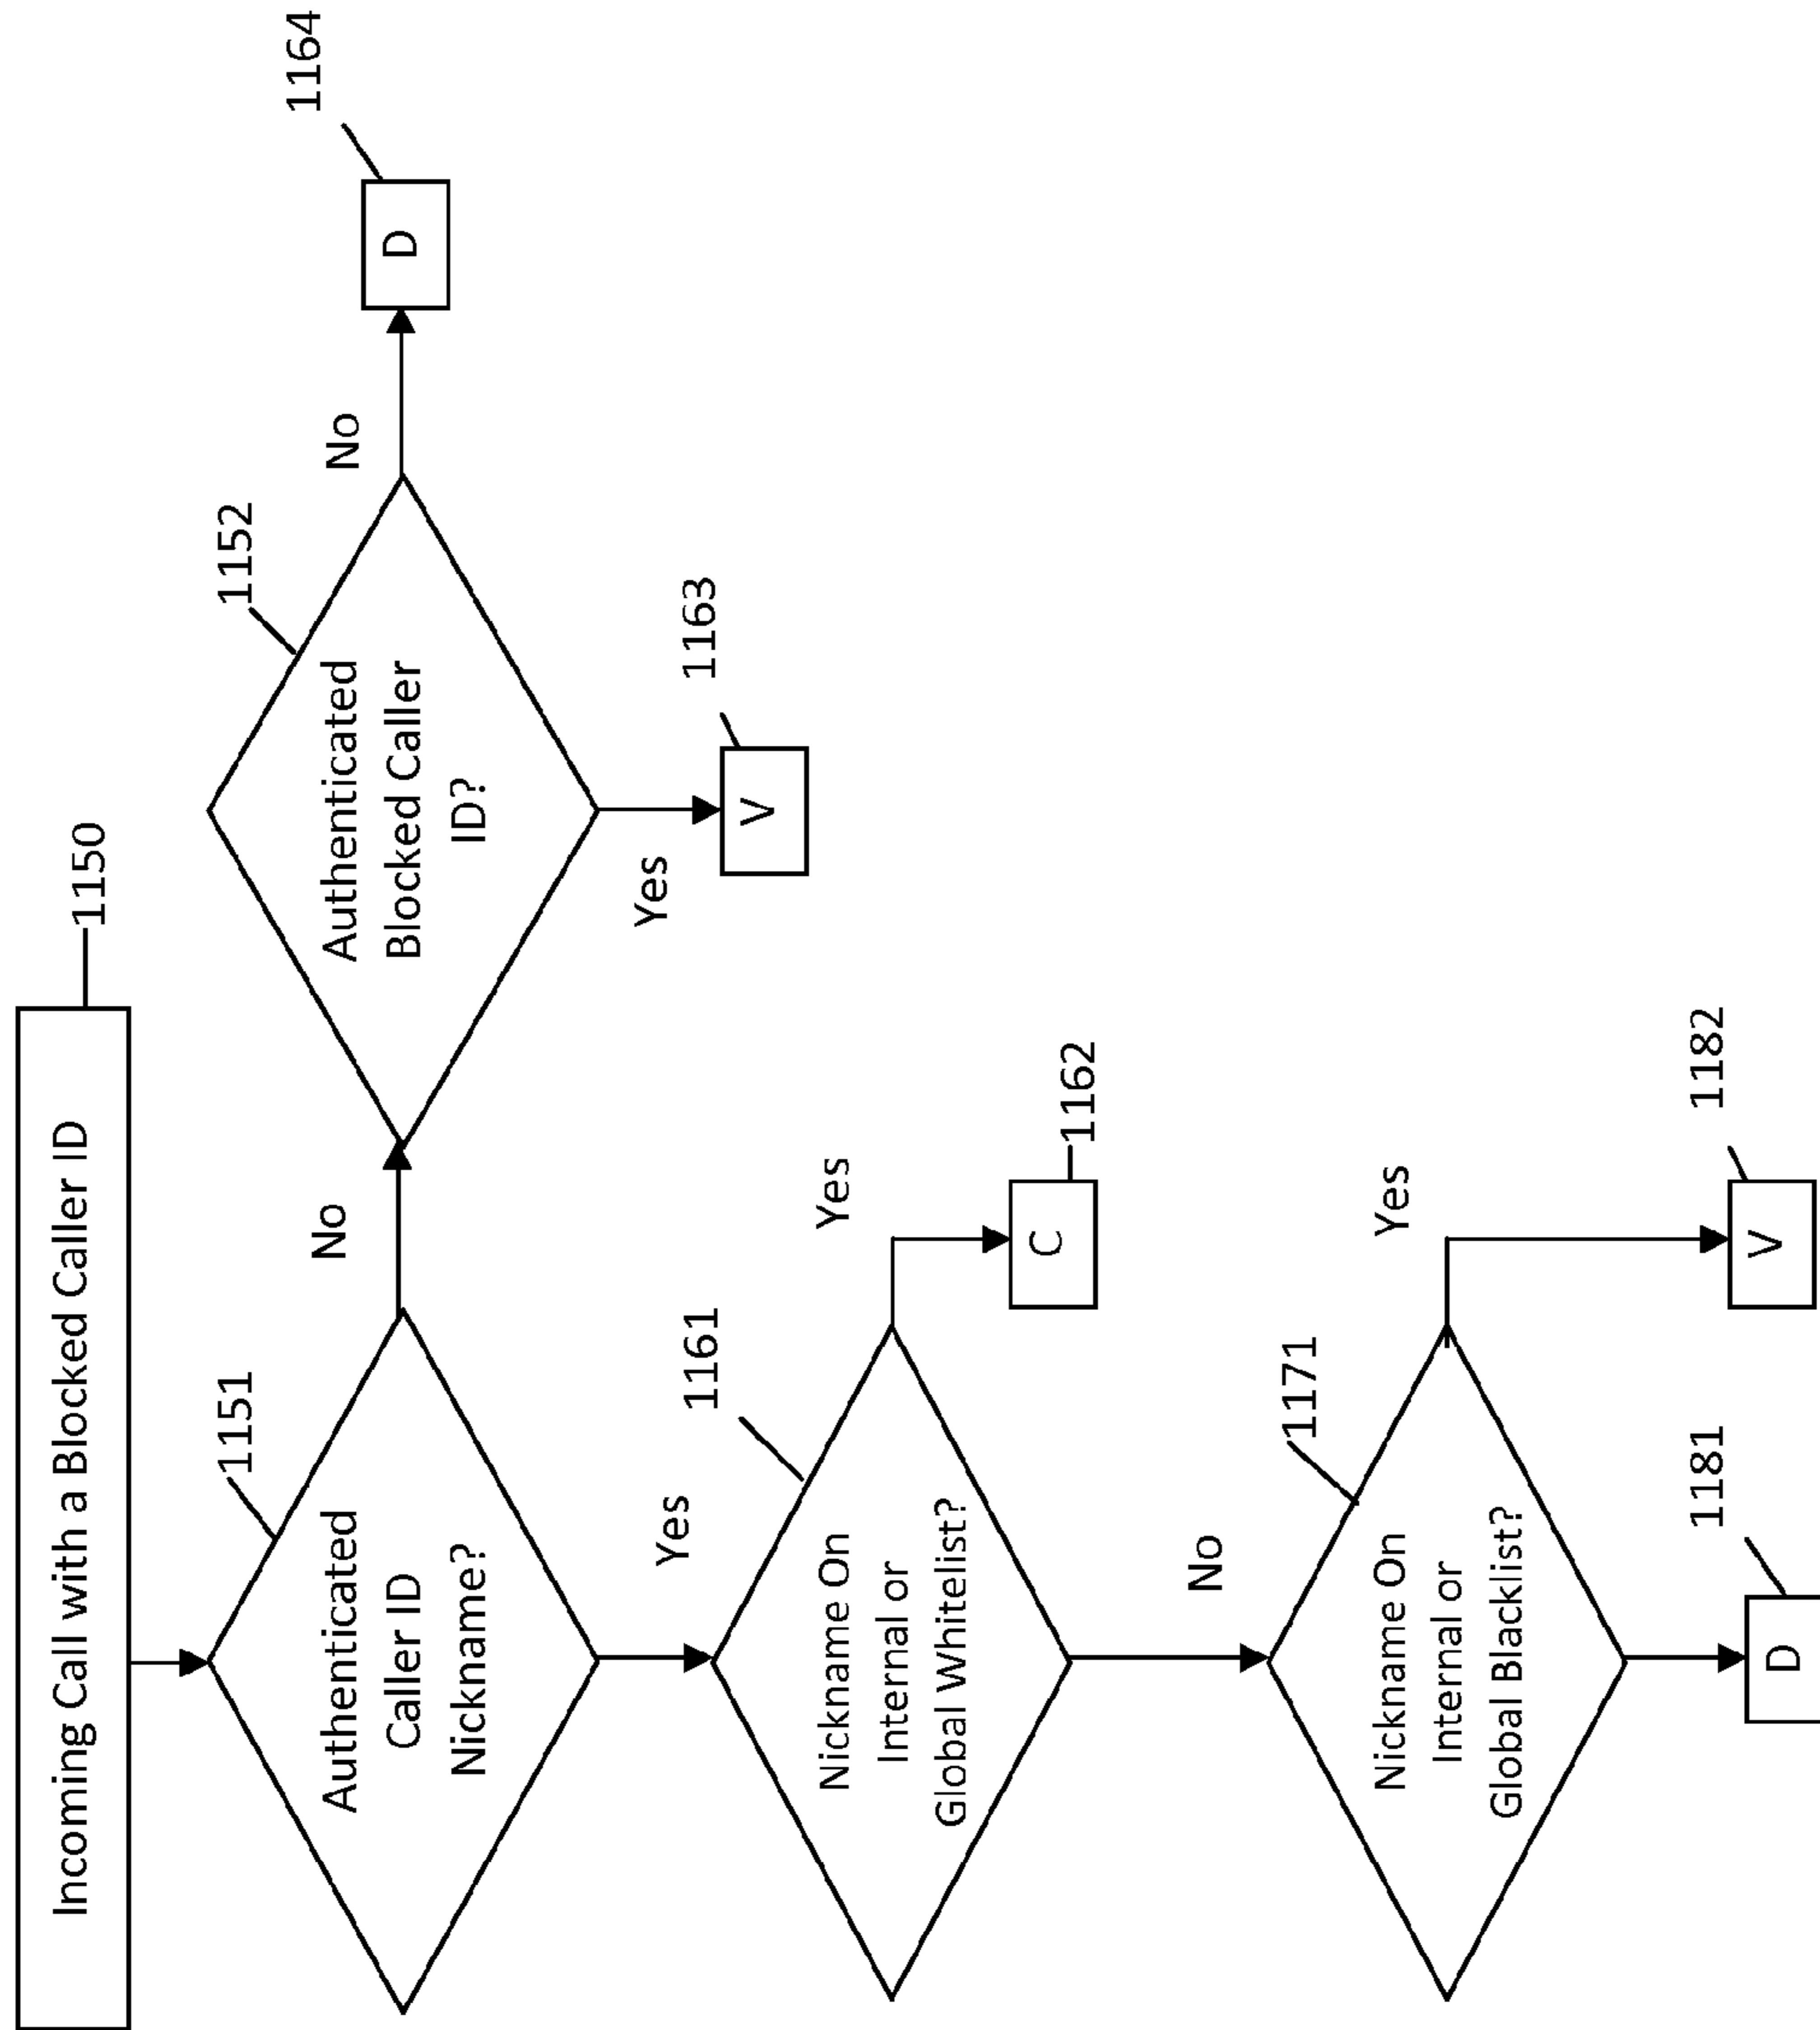 Incoming Call with a Blocked Caller ID
1150
1151
Authenticated
Caller ID
Nickname?
No
1152
Authenticated
Blocked Caller
ID?
No
1164
D
Yes
1163
V
Yes
1161
Nickname On
Internal or
Global Whitelist?
Yes
C
1162
No
1171
Nickname On
Internal or
Global Blacklist?
Yes
1182
V
1181
D